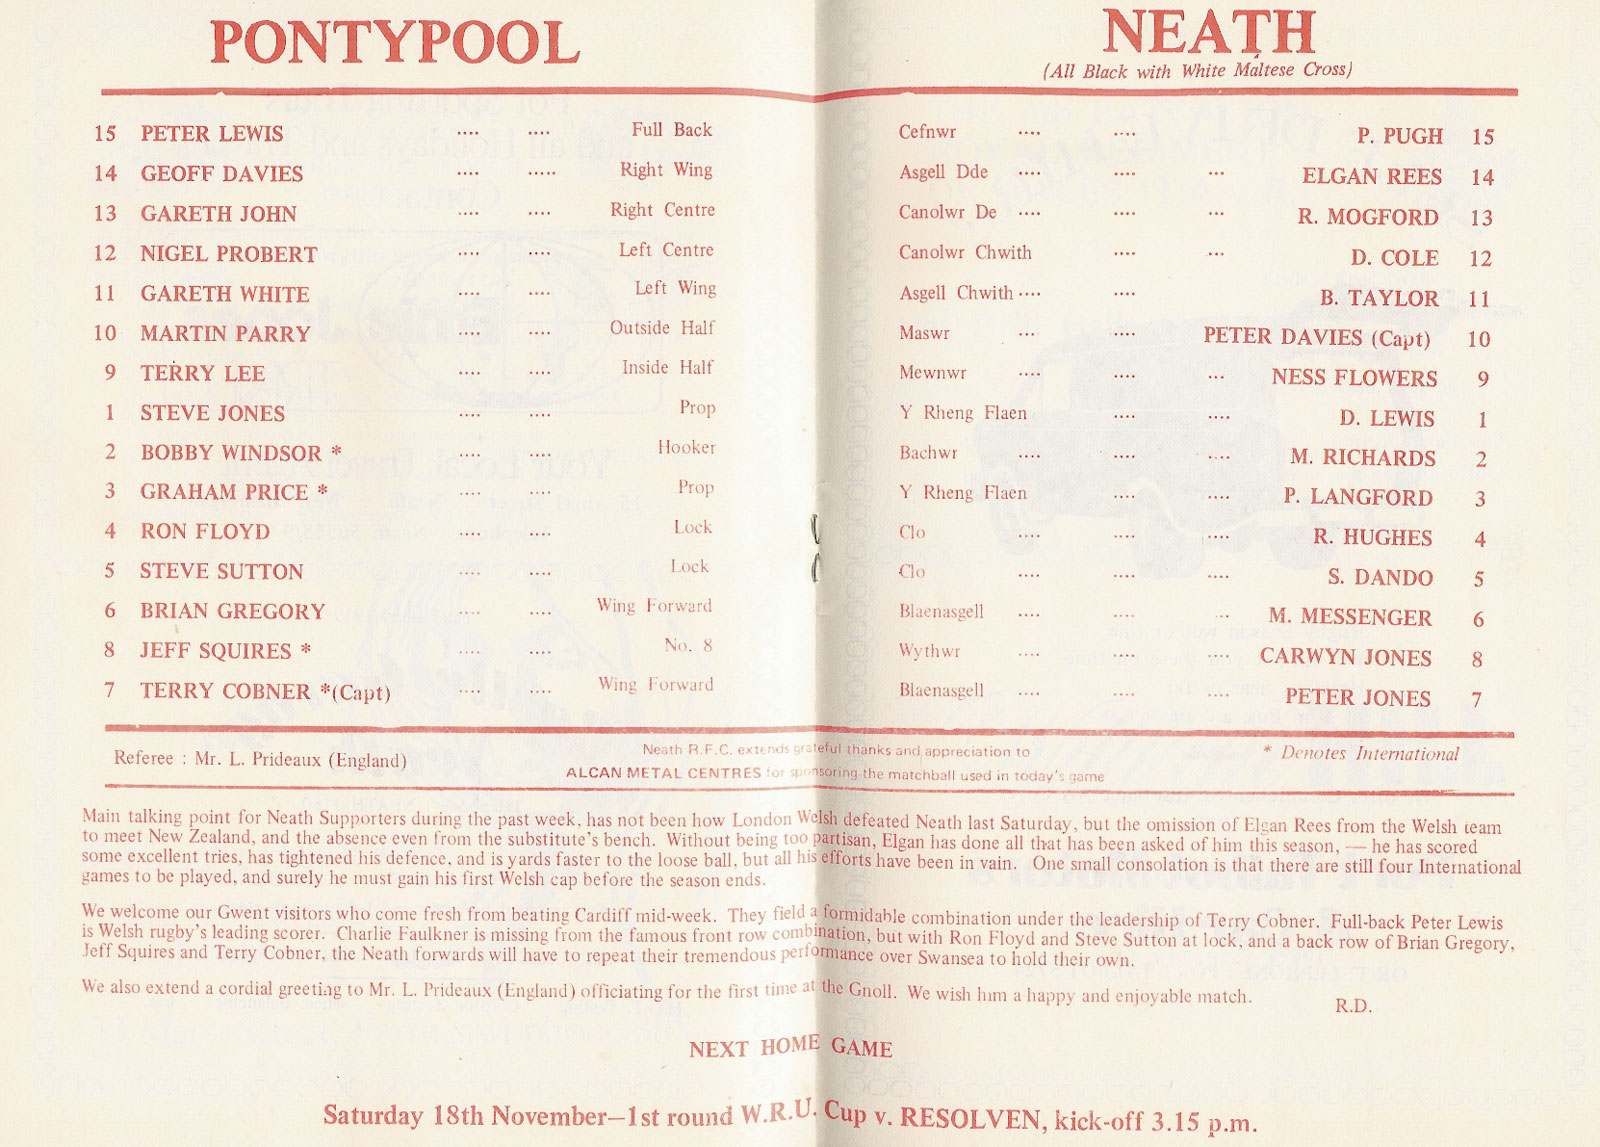 PONTYPOOL
15 PETER LEWIS .... .... Full Back
14 GEOFF DAVIES .... ..... Right Wing
13 GARETH JOHN .... .... Right Centre
12 NIGEL PROBERT .... .... Left Centre
11 GARETH WHITE .... .... Left Wing
10 MARTIN PARRY .... .... Outside Half
9 TERRY LEE .... .... Inside Half
1 STEVE JONES .... .... Prop
2 BOBBY WINDSOR * .... .... Hooker
3 GRAHAM PRICE * .... .... Prop
4 RON FLOYD .... .... Lock
5 STEVE SUTTON .... .... Lock
6 BRIAN GREGORY .... .... Wing Forward
8 JEFF SQUIRES * .... .... No. 8
7 TERRY COBNER *(Capt) .... .... Wing Forward
NEATH
(All Black with White Maltese Cross)
Cefnwr .... .... P. PUGH 15
Asgell Dde .... .... ... ELGAN REES 14
Canolwr De .... .... ... R. MOGFORD 13
Canolwr Chwith .... ... D. COLE 12
Asgell Chwith .... .... B. TAYLOR 11
Maswr ... .... PETER DAVIES (Capt) 10
Mewnwr .... .... ... NESS FLOWERS 9
Y Rheng Flaen .... .... D. LEWIS 1
Bachwr .... .... .... M. RICHARDS 2
Y Rheng Flaen .... .... P. LANGFORD 3
Clo .... .... .... R. HUGHES 4
Clo .... .... .... S. DANDO 5
Blaenasgell .... .... ... M. MESSENGER 6
Wythwr .... .... .... CARWYN JONES 8
Blaenasgell .... .... .... PETER JONES 7
Referee : Mr. L. Prideaux (England)
Neath R.F.C. extends grateful thanks and appreciation to
ALCAN METAL CENTRES for sponsoring the matchball used in today's game
* Denotes International
Main talking point for Neath Supporters during the past week, has not been how London Welsh defeated Neath last Saturday, but the omission of Elgan Rees from the Welsh team
to meet New Zealand, and the absence even from the substitute's bench. Without being too partisan, Elgan has done all that has been asked of him this season, — he has scored
some excellent tries, has tightened his defence, and is yards faster to the loose ball, but all his efforts have been in vain. One small consolation is that there are still four International
games to be played, and surely he must gain his first Welsh cap before the season ends.
We welcome our Gwent visitors who come fresh from beating Cardiff mid-week. They field a formidable combination under the leadership of Terry Cobner. Full-back Peter Lewis
is Welsh rugby's leading scorer. Charlie Faulkner is missing from the famous front row combination, but with Ron Floyd and Steve Sutton at lock, and a back row of Brian Gregory,
Jeff Squires and Terry Cobner, the Neath forwards will have to repeat their tremendous performance over Swansea to hold their own.
We also extend a cordial greeting to Mr. L. Prideaux (England) officiating for the first time at the Gnoll. We wish him a happy and enjoyable match.
R.D.
NEXT HOME GAME
Saturday 18th November—1st round W.R.U. Cup v. RESOLVEN, kick-off 3.15 p.m.